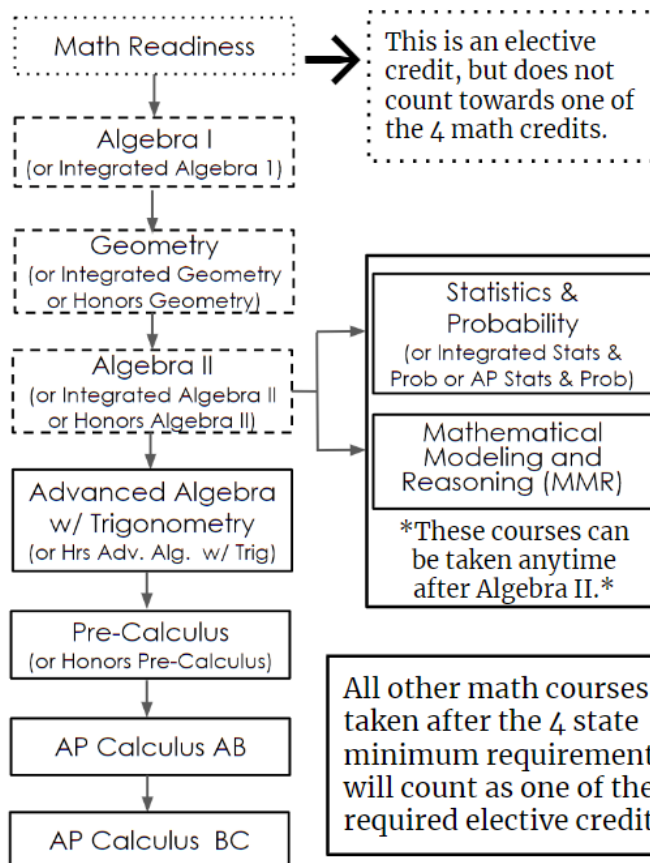 Math Readiness
This is an elective
credit, but does not
count towards one of
the 4 math credits.
Algebra I
(or Integrated Algebra 1)
Geometry
(or Integrated Geometry
or Honors Geometry)
Algebra II
(or Integrated Algebra II
or Honors Algebra II)
Statistics &
Probability
(or Integrated Stats &
Prob or AP Stats & Prob)
Mathematical
Modeling and
Reasoning (MMR)
*These courses can
be taken anytime
after Algebra II.*
Advanced Algebra
w/ Trigonometry
(or Hrs Adv. Alg. w/ Trig)
Pre-Calculus
(or Honors Pre-Calculus)
AP Calculus AB
AP Calculus BC
All other math courses
taken after the 4 state
minimum requirement
will count as one of the
required elective credit